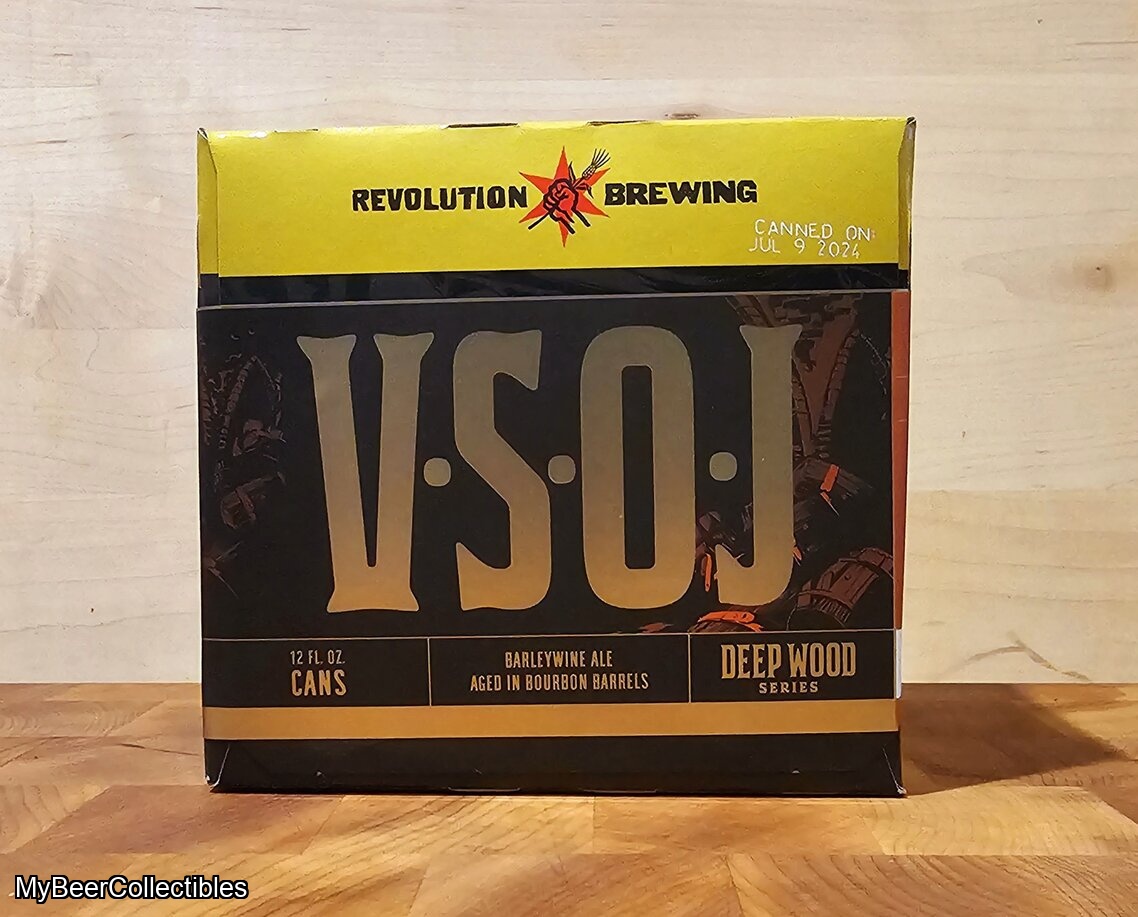 REVOLUTION BREWING
CANNED ON:
JUL 9 2024
V·S·O·J
12 FL. OZ.
CANS
BARLEYWINE ALE
AGED IN BOURBON BARRELS
DEEP WOOD
SERIES
MyBeerCollectibles